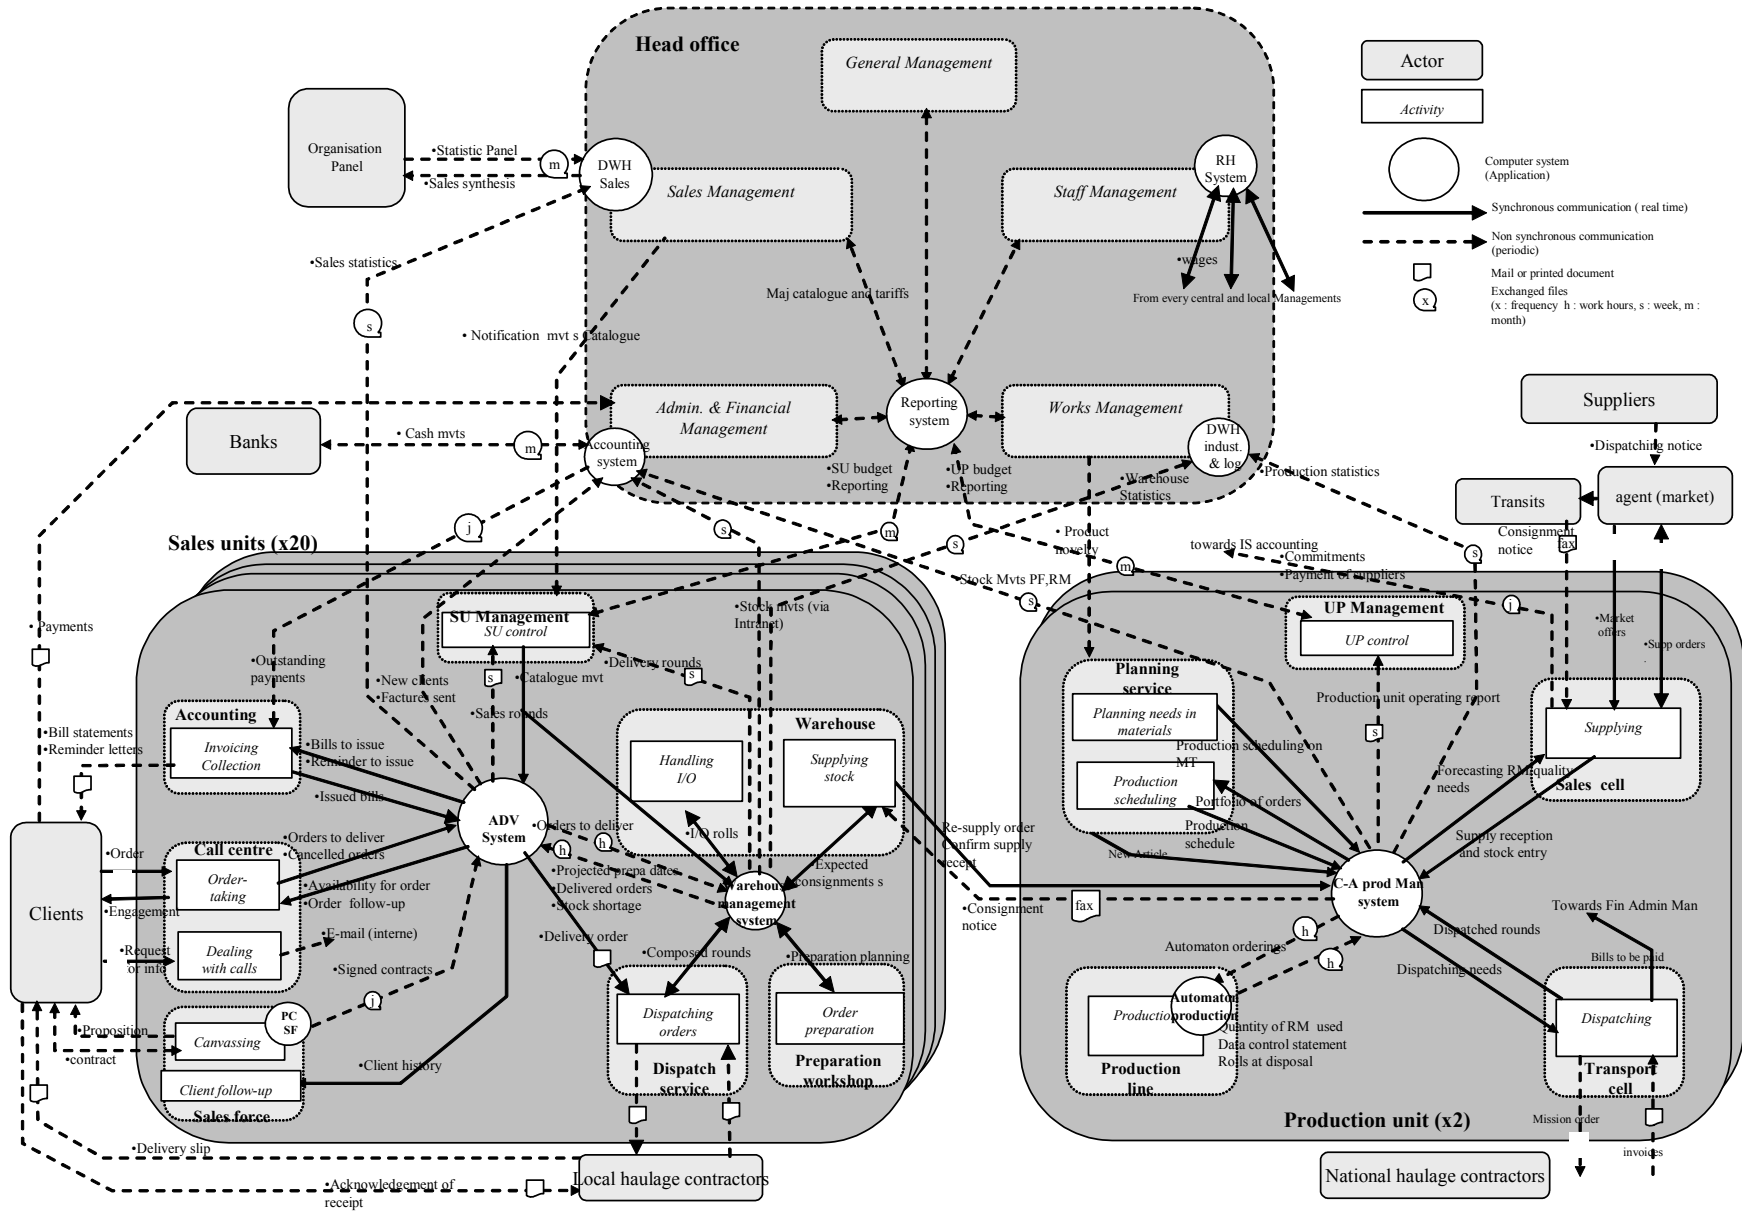 Head office
General Management
Organisation
Panel
•Statistic Panel
•Sales synthesis
m
DWH
Sales
Sales Management
Staff Management
RH
System
•wages
From every central and local Managements
Actor
Activity
Computer system
(Application)
Synchronous communication ( real time)
Non synchronous communication
(periodic)
Mail or printed document
x
Exchanged files
(x : frequency h : work hours, s : week, m :
month)
•Sales statistics
s
Maj catalogue and tariffs
• Notification mvt s Catalogue
Banks
• Cash mvts
m
Admin. & Financial
Management
Accounting
system
Reporting
system
Works Management
DWH
indust.
& log
•SU budget
•Reporting
•UP budget
•Reporting
•Warehouse
Statistics
•Production statistics
Suppliers
•Dispatching notice
Transits
agent (market)
Consignment
notice
fax
j
s
m
s
m
s
• Product
novelty
towards IS accounting
•Commitments
•Payment of suppliers
j
•Stock Mvts PF,RM
s
Sales units (x20)
SU Management
SU control
•Stock mvts (via
Intranet)
UP Management
UP control
•Market
offers
•Supp orders
.
• Payments
•Outstanding
payments
•New clients
•Factures sent
s
•Catalogue mvt
•Delivery rounds
s
•Sales rounds
Planning
service
Planning needs in
materials
Production unit operating report
s
Accounting
Invoicing
Collection
•Bill statements
•Reminder letters
•Bills to issue
•Reminder to issue
•Issued bills
Warehouse
Handling
I/O
Supplying
stock
Production scheduling on
MT
Production
scheduling
Portfolio of orders
Production
schedule
New Article
Supplying
Forecasting RM quality
needs
Sales cell
Supply reception
and stock entry
ADV
System
•Orders to deliver
h
h
•I/O rolls
Re-supply order
Confirm supply
recept
•Orders to deliver
•Cancelled orders
Call centre
Order-
taking
•Availability for order
•Order follow-up
•Order
•Engagement
Clients
•Request
or info
Dealing
with calls
•E-mail (interne)
•Signed contracts
j
•Projected prepa dates
•Delivered orders
•Stock shortage
Warehouse
management
system
•Expected
consignments s
•Consignment
notice
fax
C-A prod Man
system
Towards Fin Admin Man
•Delivery order
•Composed rounds
•Preparation planning
Automaton orderings
h
h
Dispatched rounds
Dispatching needs
Bills to be paid
PC
SF
Canvassing
•Proposition
•contract
Client follow-up
Sales force
•Client history
Dispatching
orders
Dispatch
service
Order
preparation
Preparation
workshop
Production
Automaton
production
Quantity of RM used
Data control statement
Rolls at disposal
Production
line
Dispatching
Transport
cell
Production unit (x2)
Mission order
invoices
•Delivery slip
•Acknowledgement of
receipt
Local haulage contractors
National haulage contractors